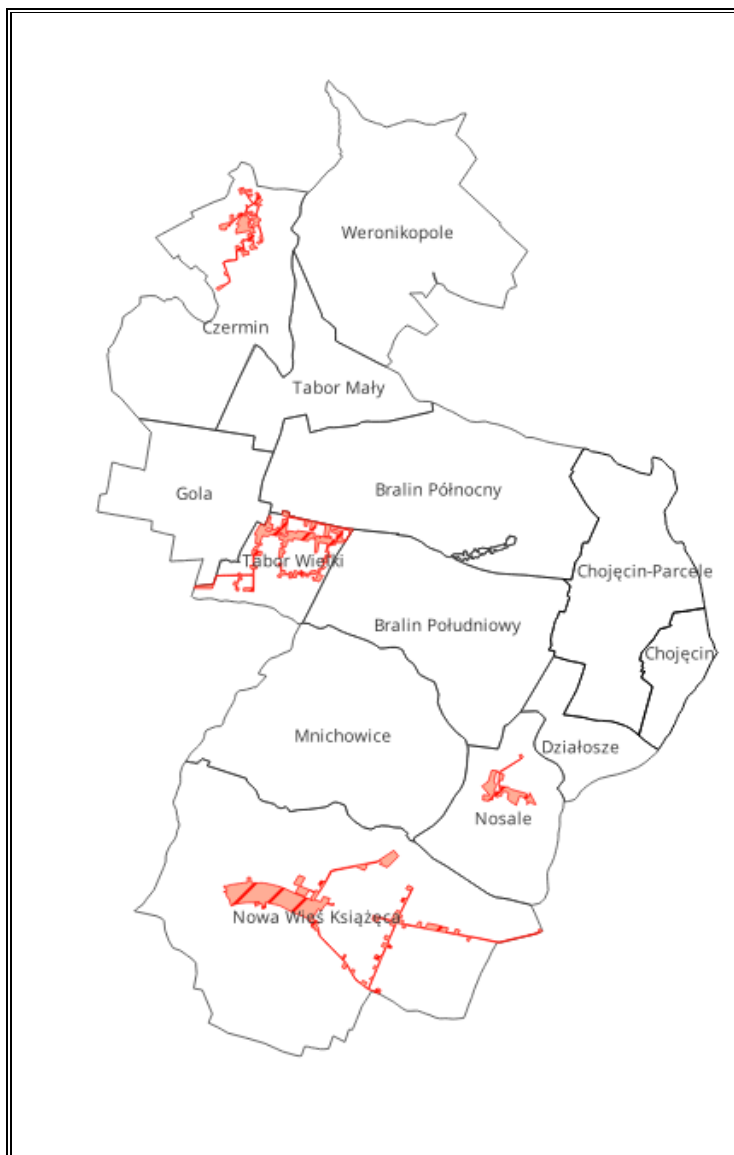 Weronikopole
Czermin
Tabor Mały
Gola
Bralin Północny
Tabor Wielki
Chojęcin-Parcele
Bralin Południowy
Chojęcin
Mnichowice
Działosze
Nosale
Nowa Wieś Książęca